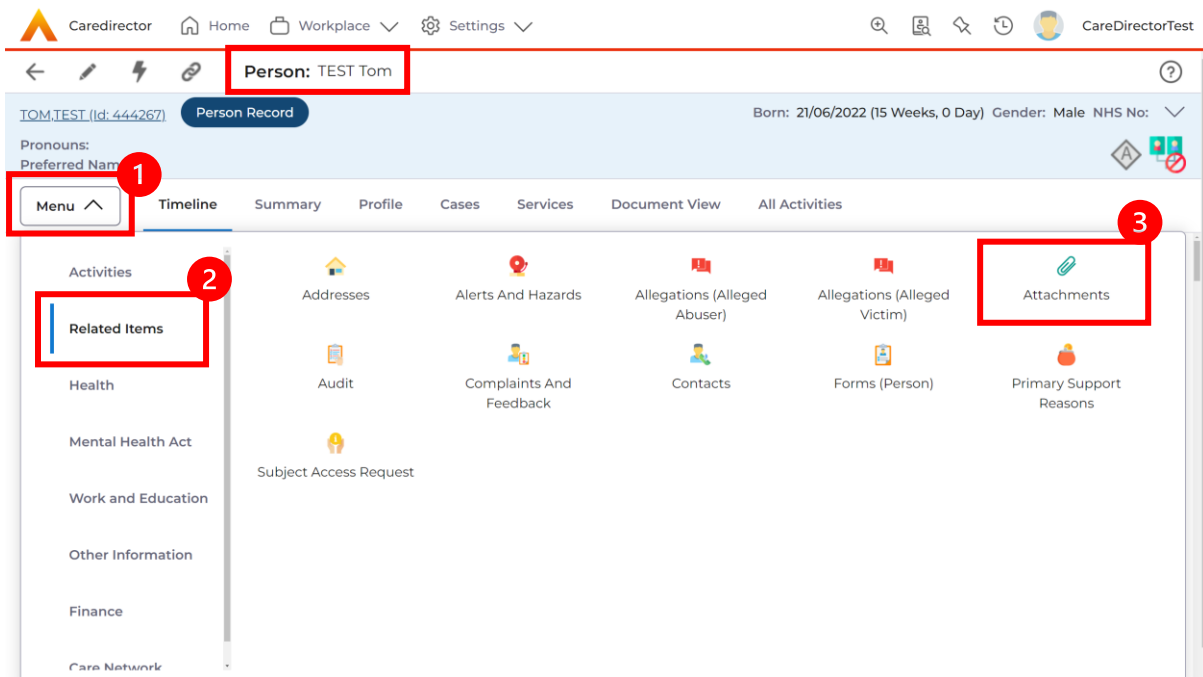 Caredirector Home Workplace Settings CareDirectorTest
Person: TEST Tom
TOM,TEST (Id: 444267) Person Record Born: 21/06/2022 (15 Weeks, 0 Day) Gender: Male NHS No:
Pronouns:
A
Preferred Nam
1
Menu Timeline Summary Profile Cases Services Document View All Activities
3
Activities
2
Related Items
Health
Mental Health Act
Work and Education
Other Information
Finance
Care Network
Addresses
Alerts And Hazards
Allegations (Alleged
Abuser)
Allegations (Alleged
Victim)
Attachments
Audit
Complaints And
Feedback
Contacts
Forms (Person)
Primary Support
Reasons
Subject Access Request